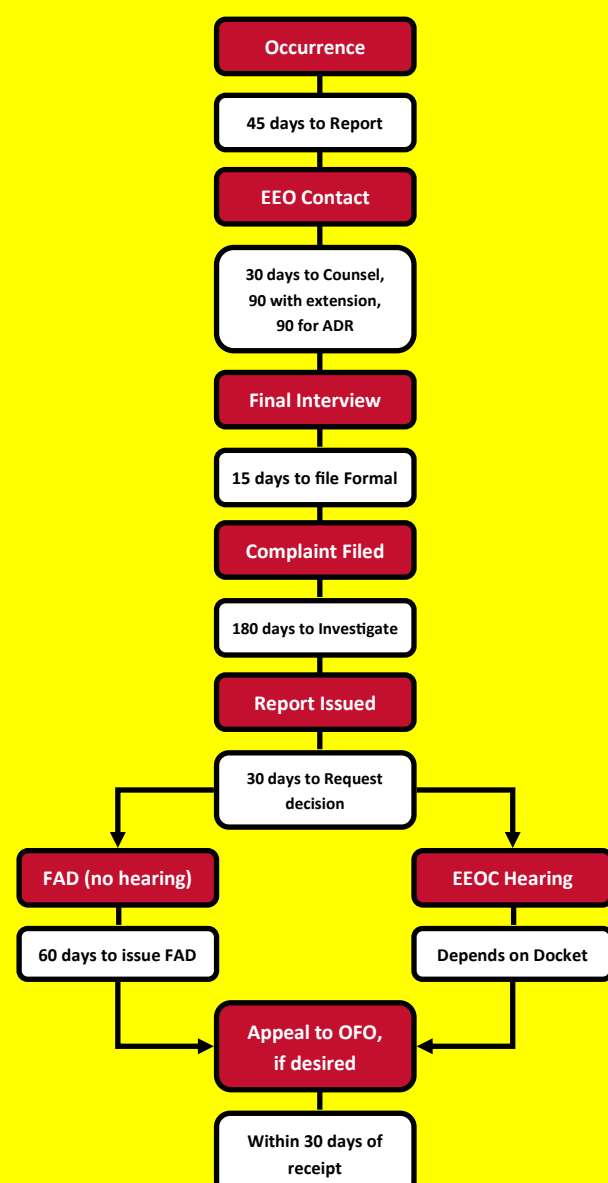 Occurrence
45 days to Report
EEO Contact
30 days to Counsel,
90 with extension,
90 for ADR
Final Interview
15 days to file Formal
Complaint Filed
180 days to Investigate
Report Issued
30 days to Request
decision
FAD (no hearing)
EEOC Hearing
60 days to issue FAD
Depends on Docket
Appeal to OFO,
if desired
Within 30 days of
receipt